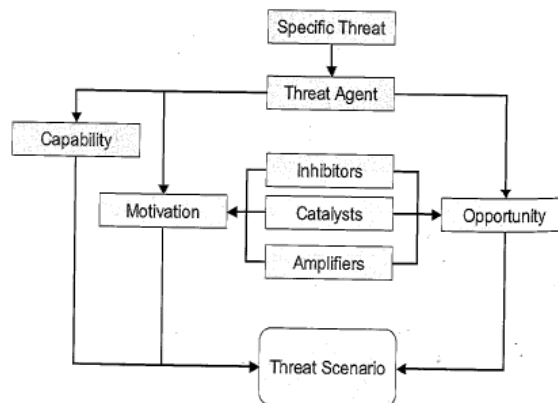 Specific Threat
Threat Agent
Capability
Inhibitors
Motivation
Catalysts
Opportunity
Amplifiers
Threat Scenario